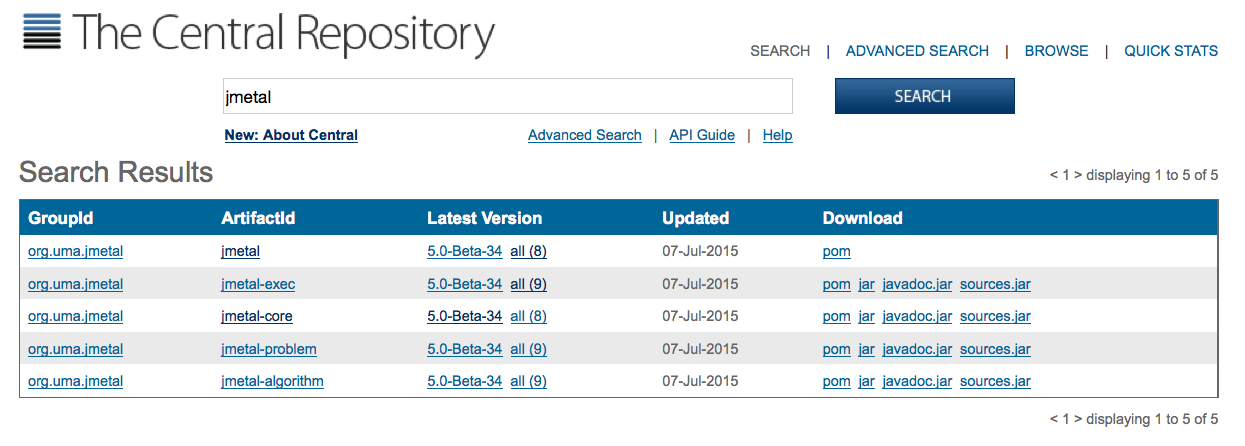 The Central Repository
SEARCH | ADVANCED SEARCH | BROWSE | QUICK STATS
jmetal SEARCH
New: About Central Advanced Search | API Guide | Help
Search Results < 1 > displaying 1 to 5 of 5
GroupId ArtifactId Latest Version Updated Download
org.uma.jmetal jmetal 5.0-Beta-34 all (8) 07-Jul-2015 pom
org.uma.jmetal jmetal-exec 5.0-Beta-34 all (9) 07-Jul-2015 pom jar javadoc.jar sources.jar
org.uma.jmetal jmetal-core 5.0-Beta-34 all (8) 07-Jul-2015 pom jar javadoc.jar sources.jar
org.uma.jmetal jmetal-problem 5.0-Beta-34 all (9) 07-Jul-2015 pom jar javadoc.jar sources.jar
org.uma.jmetal jmetal-algorithm 5.0-Beta-34 all (9) 07-Jul-2015 pom jar javadoc.jar sources.jar
< 1 > displaying 1 to 5 of 5